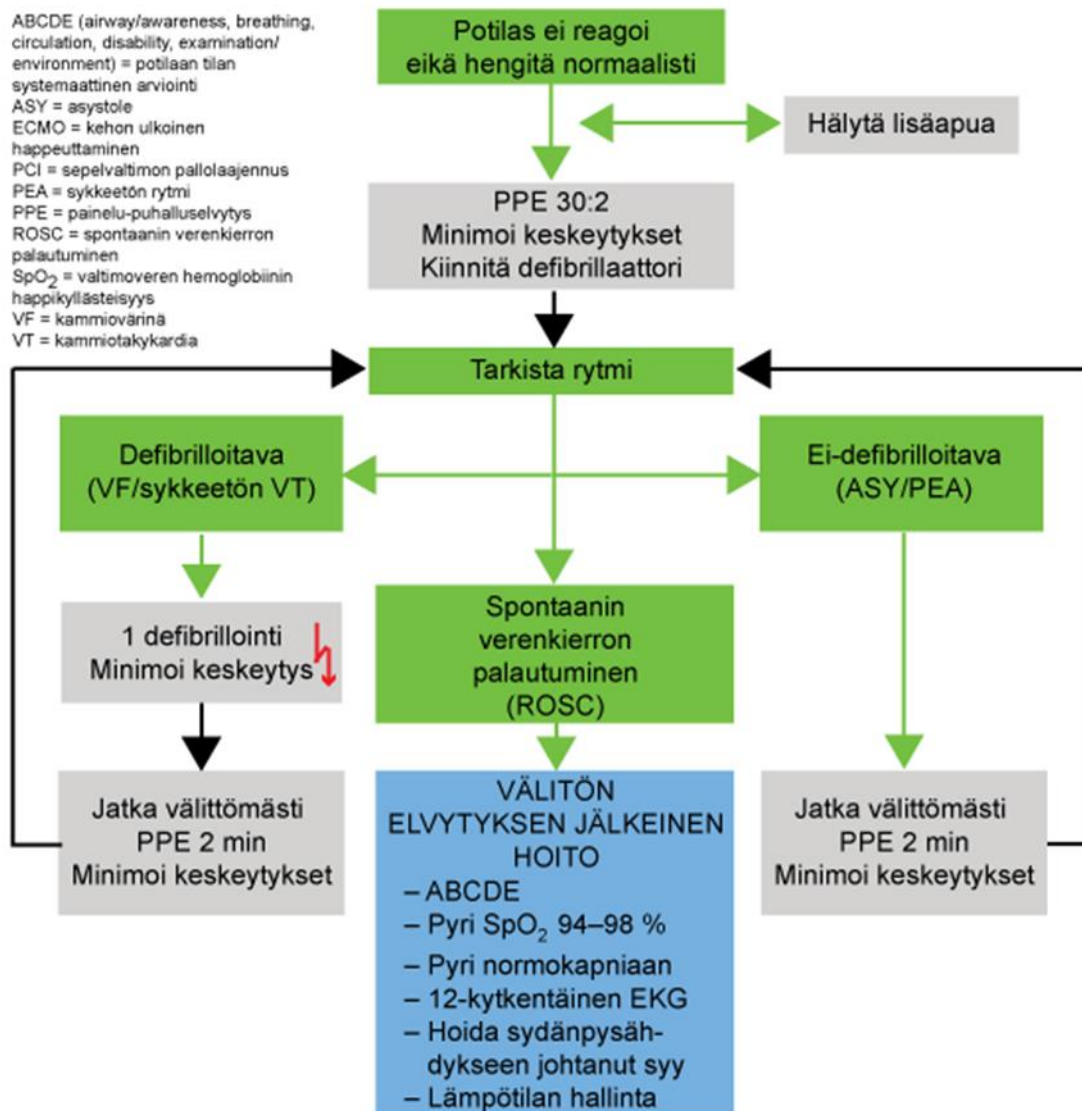 ABCDE (airway/awareness, breathing,
circulation, disability, examination/
environment) = potilaan tilan
systemaattinen arviointi
ASY = asystole
ECMO = kehon ulkoinen
happeuttaminen
PCI = sepelvaltimon pallolaajennus
PEA = sykkeetön rytmi
PPE = painelu-puhalluselvytys
ROSC = spontaanin verenkierron
palautuminen
SpO₂ = valtimoveren hemoglobiinin
happikyllästeisyys
VF = kammiovärinä
VT = kammiotakykardia
Potilas ei reagoi
eikä hengitä normaalisti
Hälytä lisäapua
PPE 30:2
Minimoi keskeytykset
Kiinnitä defibrillaattori
Tarkista rytmi
Defibrilloitava
(VF/sykkeetön VT)
Ei-defibrilloitava
(ASY/PEA)
1 defibrillointi
Minimoi keskeytys
Spontaanin
verenkierron
palautuminen
(ROSC)
Jatka välittömästi
PPE 2 min
Minimoi keskeytykset
VÄLITÖN
ELVYTYKSEN JÄLKEINEN
HOITO
– ABCDE
– Pyri SpO₂ 94–98 %
– Pyri normokapniaan
– 12-kytkentäinen EKG
– Hoida sydänpysäh-
dykseen johtanut syy
– Lämpötilan hallinta
Jatka välittömästi
PPE 2 min
Minimoi keskeytykset